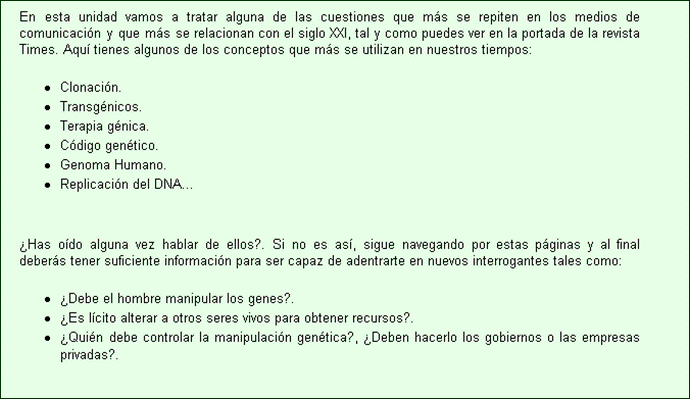 En esta unidad vamos a tratar alguna de las cuestiones que más se repiten en los medios de
comunicación y que más se relacionan con el siglo XXI, tal y como puedes ver en la portada de la revista
Times. Aquí tienes algunos de los conceptos que más se utilizan en nuestros tiempos:
• Clonación.
• Transgénicos.
• Terapia génica.
• Código genético.
• Genoma Humano.
• Replicación del DNA...
¿Has oído alguna vez hablar de ellos?. Si no es así, sigue navegando por estas páginas y al final
deberás tener suficiente información para ser capaz de adentrarte en nuevos interrogantes tales como:
• ¿Debe el hombre manipular los genes?.
• ¿Es lícito alterar a otros seres vivos para obtener recursos?.
• ¿Quién debe controlar la manipulación genética?, ¿Deben hacerlo los gobiernos o las empresas
privadas?.